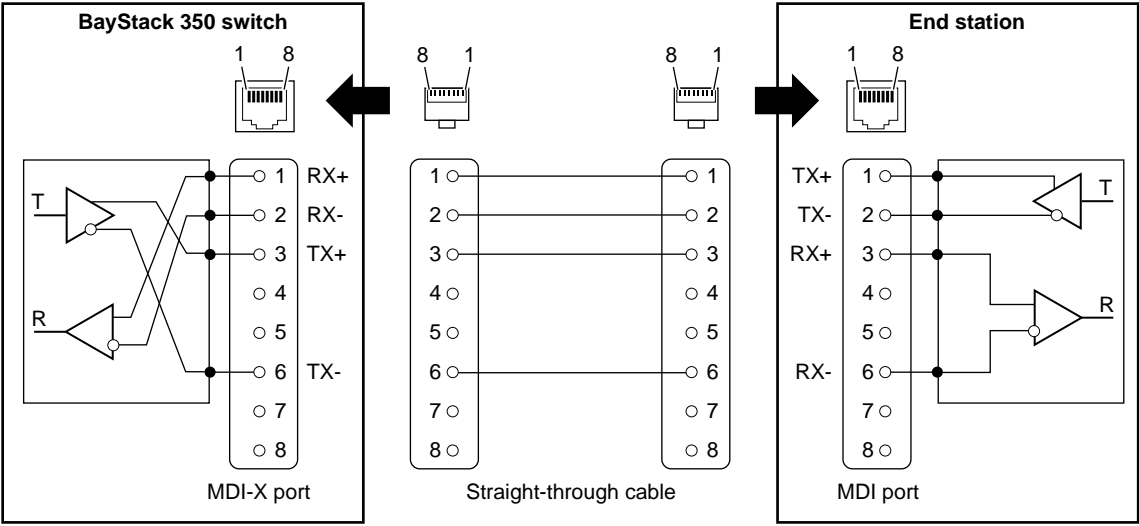 BayStack 350 switch
End station
1 8
8 1
8 1
1 8
T
R
1 RX+
2 RX-
3 TX+
4
5
6 TX-
7
8
MDI-X port
1
2
3
4
5
6
7
8
1
2
3
4
5
6
7
8
Straight-through cable
TX+ 1
TX- 2
RX+ 3
4
5
RX- 6
7
8
T
R
MDI port